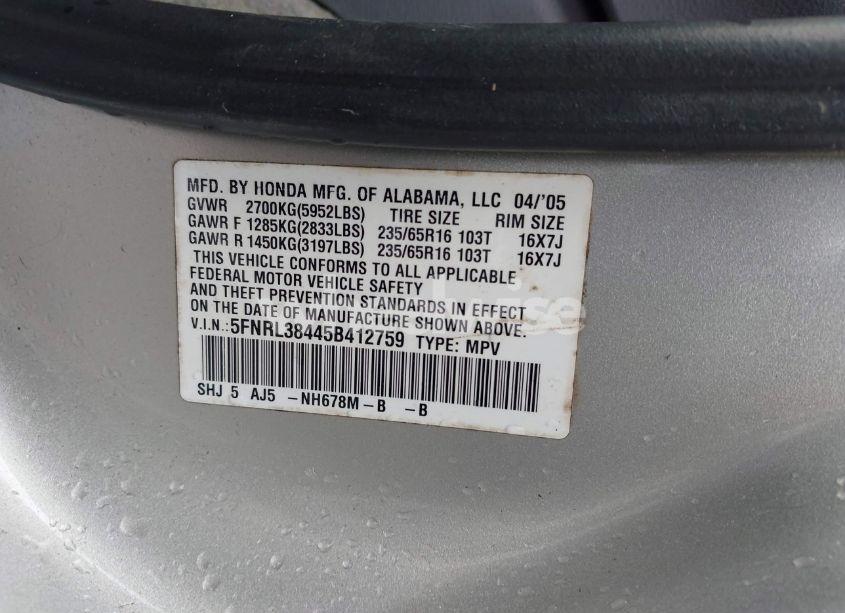 MFD. BY HONDA MFG. OF ALABAMA, LLC 04/'05
GVWR 2700KG(5952LBS) TIRE SIZE RIM SIZE
GAWR F 1285KG(2833LBS) 235/65R16 103T 16X7J
GAWR R 1450KG(3197LBS) 235/65R16 103T 16X7J
THIS VEHICLE CONFORMS TO ALL APPLICABLE
FEDERAL MOTOR VEHICLE SAFETY
AND THEFT PREVENTION STANDARDS IN EFFECT
ON THE DATE OF MANUFACTURE SHOWN ABOVE.
V.I.N.: 5FNRL38445B412759 TYPE: MPV
SHJ 5 AJ5 -NH678M-B -B